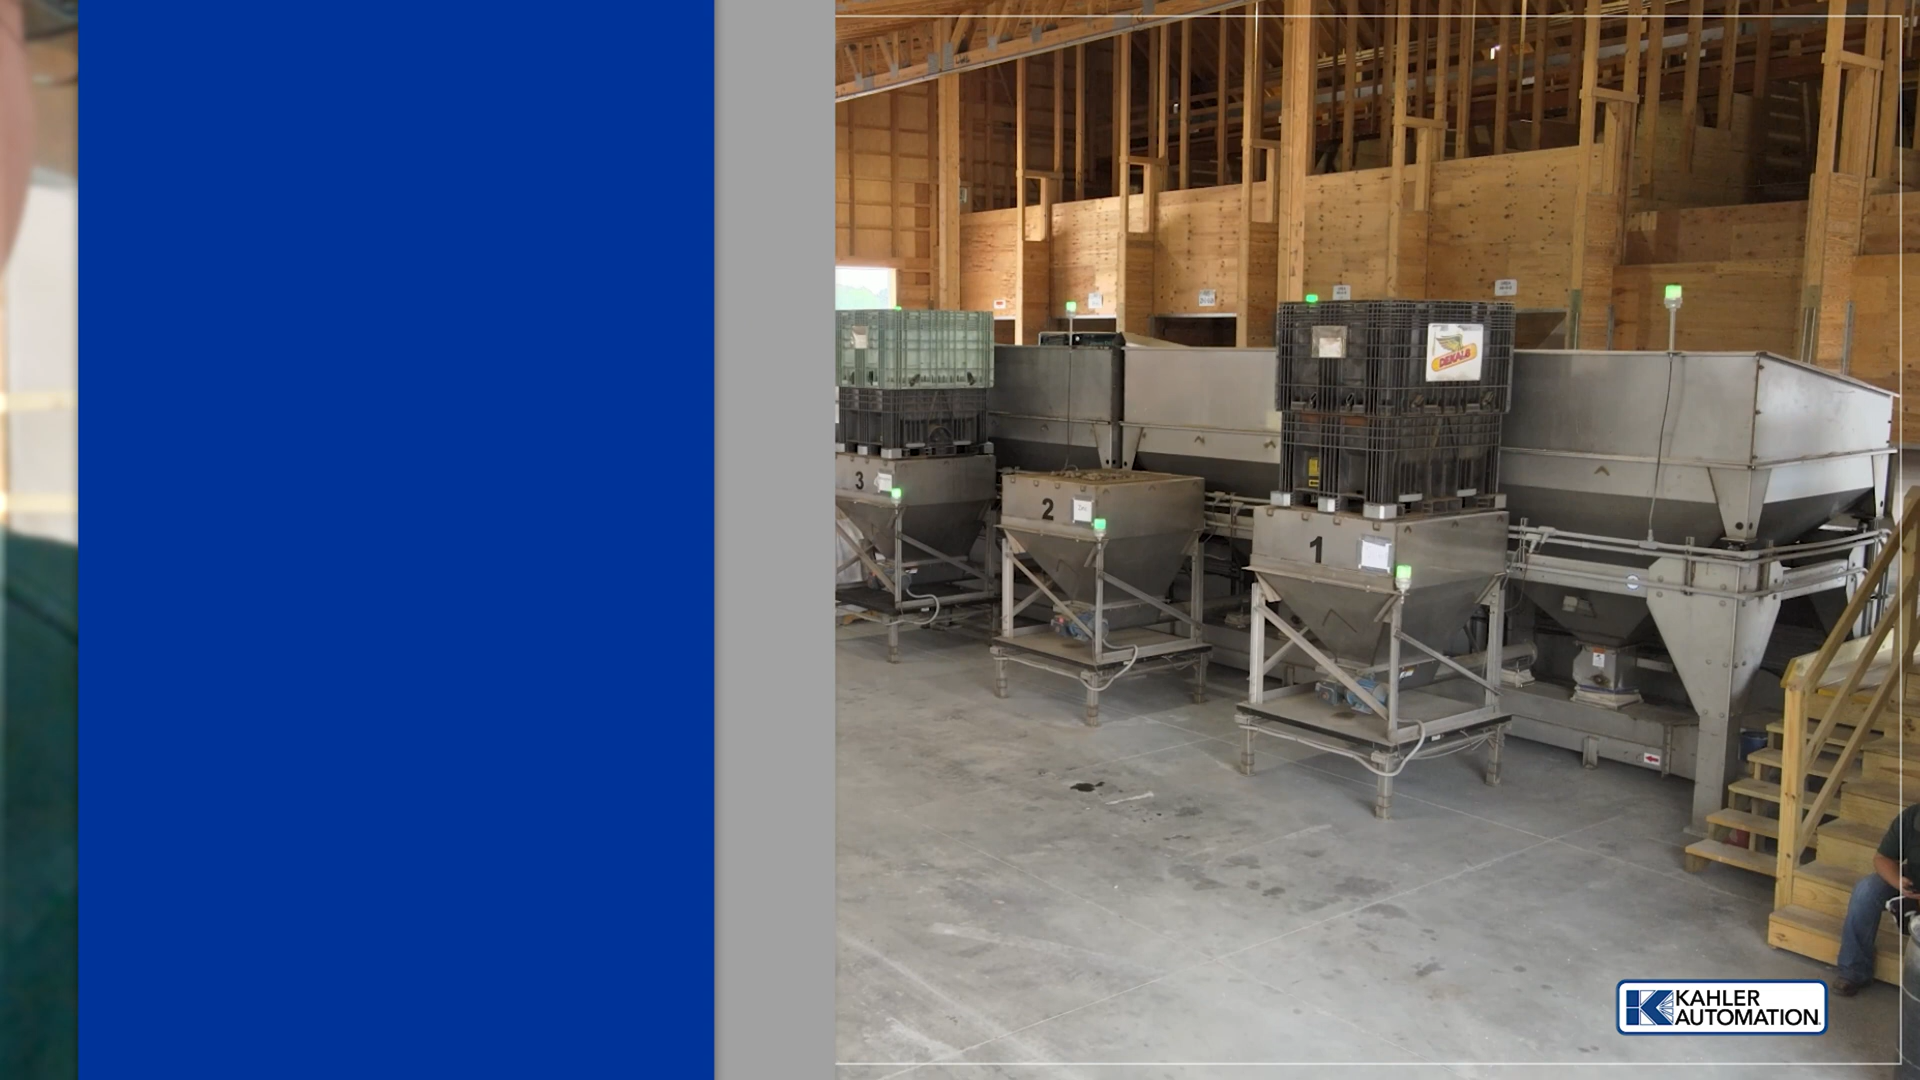 DEKALB
3
2
1
KAHLER
AUTOMATION